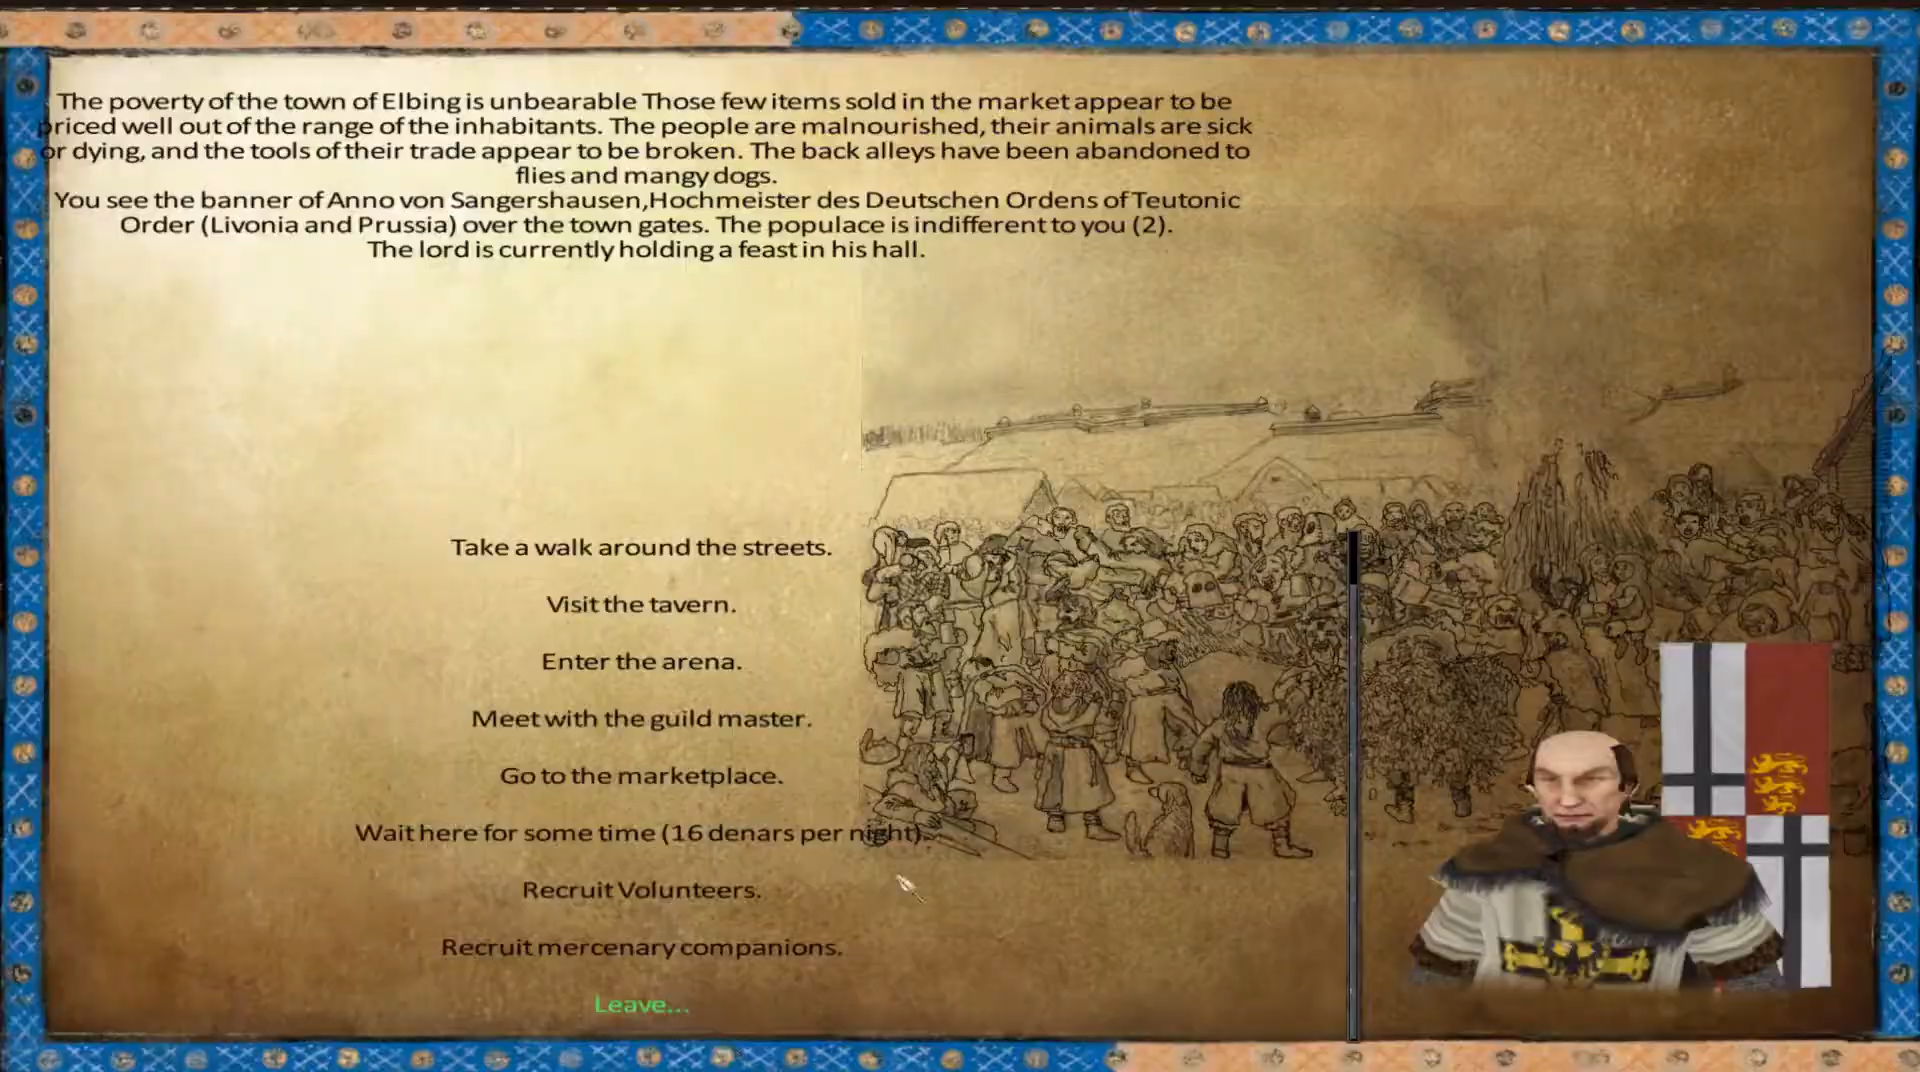 The poverty of the town of Elbing is unbearable Those few items sold in the market appear to be
priced well out of the range of the inhabitants. The people are malnourished, their animals are sick
or dying, and the tools of their trade appear to be broken. The back alleys have been abandoned to
flies and mangy dogs.
You see the banner of Anno von Sangershausen,Hochmeister des Deutschen Ordens of Teutonic
Order (Livonia and Prussia) over the town gates. The populace is indifferent to you (2).
The lord is currently holding a feast in his hall.
Take a walk around the streets.
Visit the tavern.
Enter the arena.
Meet with the guild master.
Go to the marketplace.
Wait here for some time (16 denars per night).
Recruit Volunteers.
Recruit mercenary companions.
Leave...